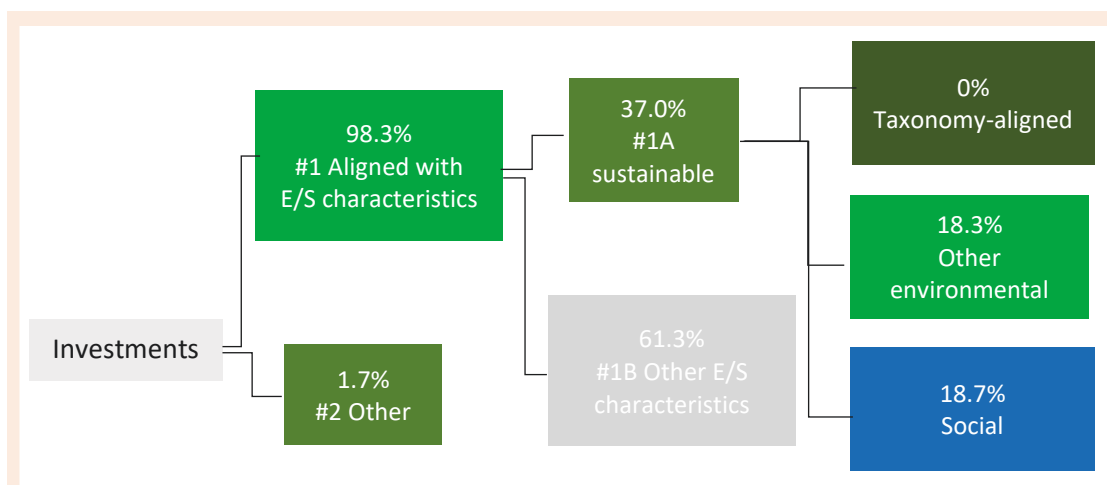 Investments
98.3%
#1 Aligned with
E/S characteristics
1.7%
#2 Other
37.0%
#1A
sustainable
61.3%
#1B Other E/S
characteristics
0%
Taxonomy-aligned
18.3%
Other
environmental
18.7%
Social